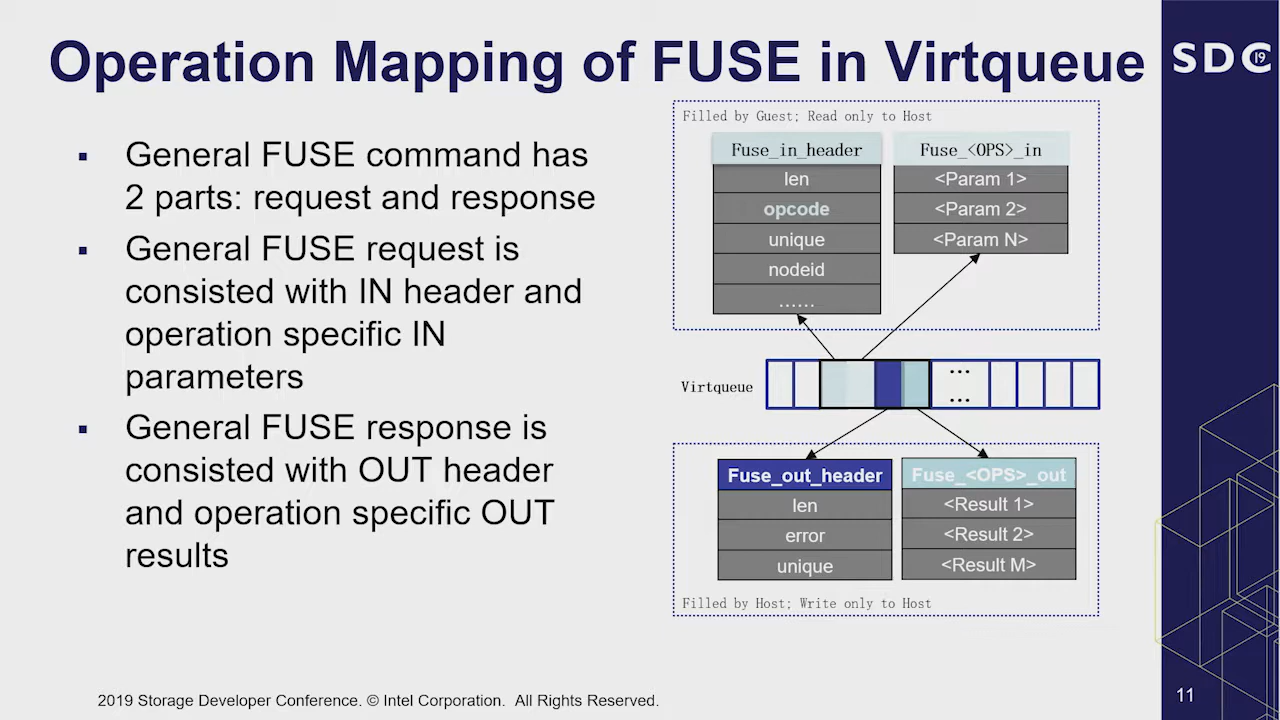 Operation Mapping of FUSE in Virtqueue
SDC 19
▪ General FUSE command has
2 parts: request and response
▪ General FUSE request is
consisted with IN header and
operation specific IN
parameters
▪ General FUSE response is
consisted with OUT header
and operation specific OUT
results
Filled by Guest; Read only to Host
Fuse_in_header
len
opcode
unique
nodeid
......
Fuse_<OPS>_in
<Param 1>
<Param 2>
<Param N>
Virtqueue
...
...
Fuse_out_header
len
error
unique
Fuse_<OPS>_out
<Result 1>
<Result 2>
<Result M>
Filled by Host; Write only to Host
2019 Storage Developer Conference. © Intel Corporation. All Rights Reserved.
11